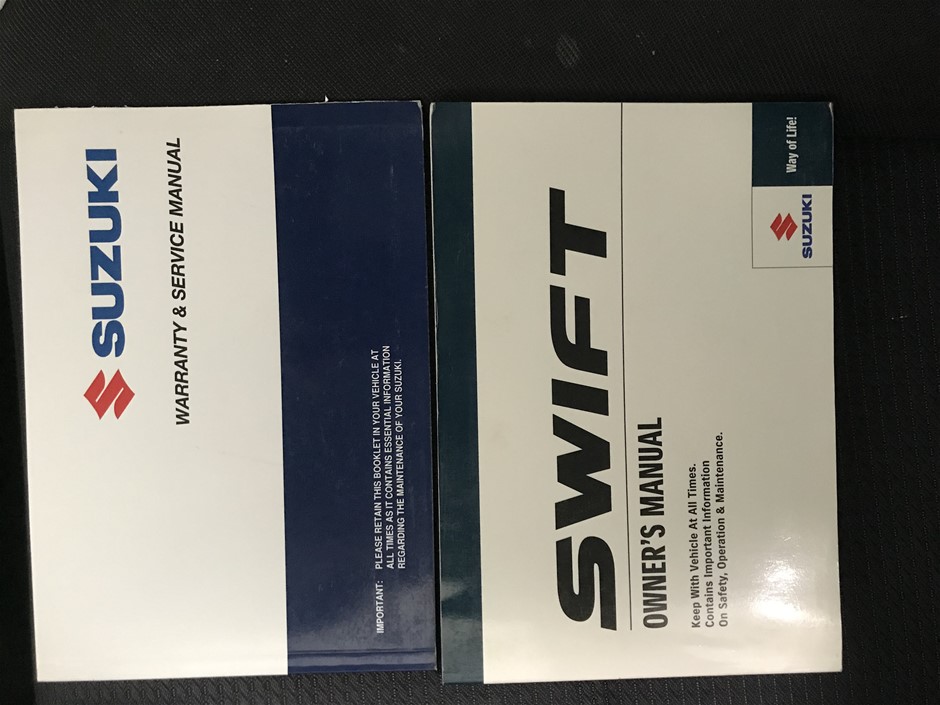 SUZUKI
WARRANTY & SERVICE MANUAL
IMPORTANT: PLEASE RETAIN THIS BOOKLET IN YOUR VEHICLE AT
ALL TIMES AS IT CONTAINS ESSENTIAL INFORMATION
REGARDING THE MAINTENANCE OF YOUR SUZUKI.
SWIFT
OWNER'S MANUAL
Keep With Vehicle At All Times.
Contains Important Information
On Safety, Operation & Maintenance.
SUZUKI
Way of Life!